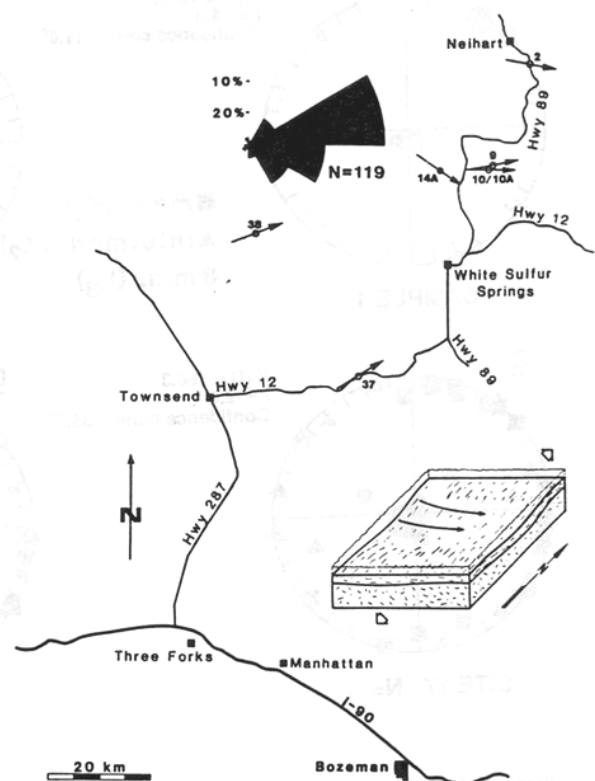 Neihart
2
10%-
20%-
Hwy 89
N=119
9
14A
10/10A
Hwy 12
38
White Sulfur
Springs
Hwy 89
37
Hwy 12
Townsend
N
Hwy 287
N
Three Forks
Manhattan
I-90
20 km
Bozeman